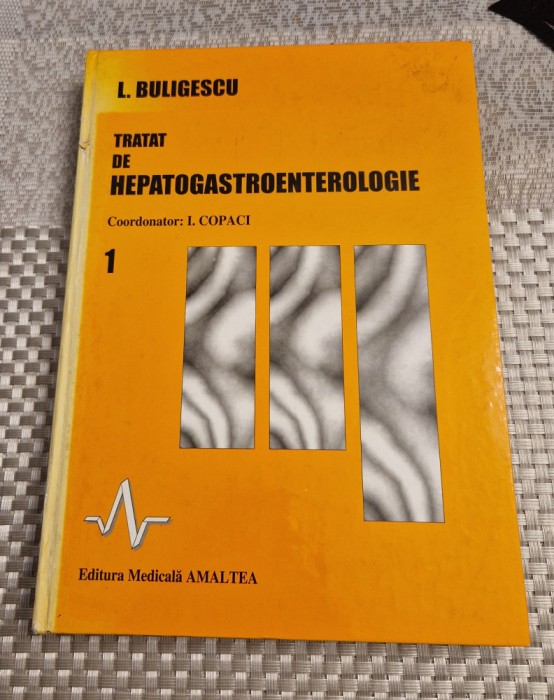 L. BULIGESCU
TRATAT
DE
HEPATOGASTROENTEROLOGIE
Coordonator: I. COPACI
1
Editura Medicală AMALTEA